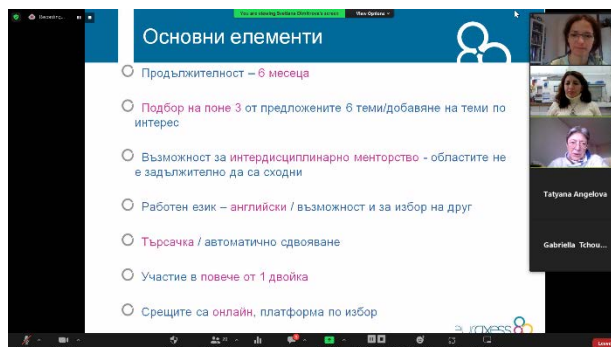 Recording...
You are viewing Svetlana Dimitrova's screen View Options
Основни елементи
Продължителност – 6 месеца
Подбор на поне 3 от предложените 6 теми/добавяне на теми по
интерес
Възможност за интердисциплинарно менторство - областите не
е задължително да са сходни
Работен език – английски / възможност и за избор на друг
Търсачка / автоматично сдвояване
Участие в повече от 1 двойка
Срещите са онлайн, платформа по избор
Tatyana Angelova
Gabriella Tchou...